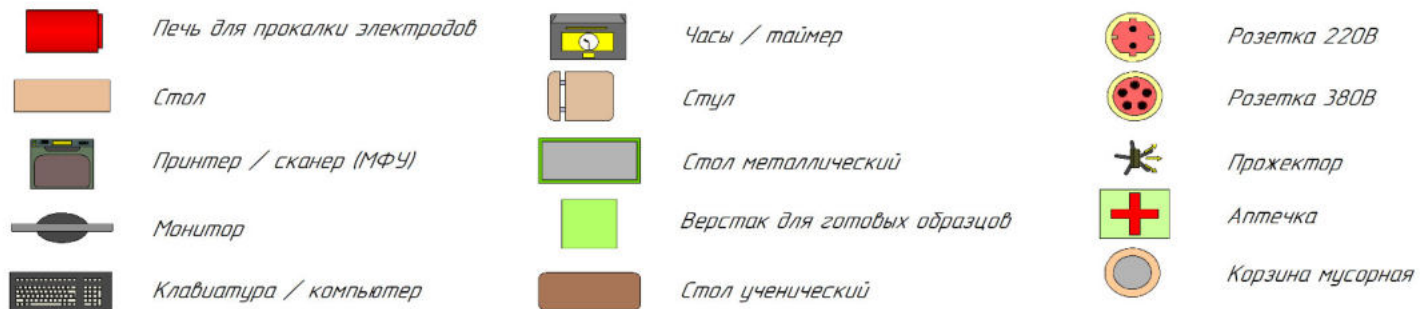 Печь для прокалки электродов
Стол
Принтер / сканер (МФУ)
Монитор
Клавиатура / компьютер
Часы / таймер
Стул
Стол металлический
Верстак для готовых образцов
Стол ученический
Розетка 220В
Розетка 380В
Прожектор
Аптечка
Корзина мусорная